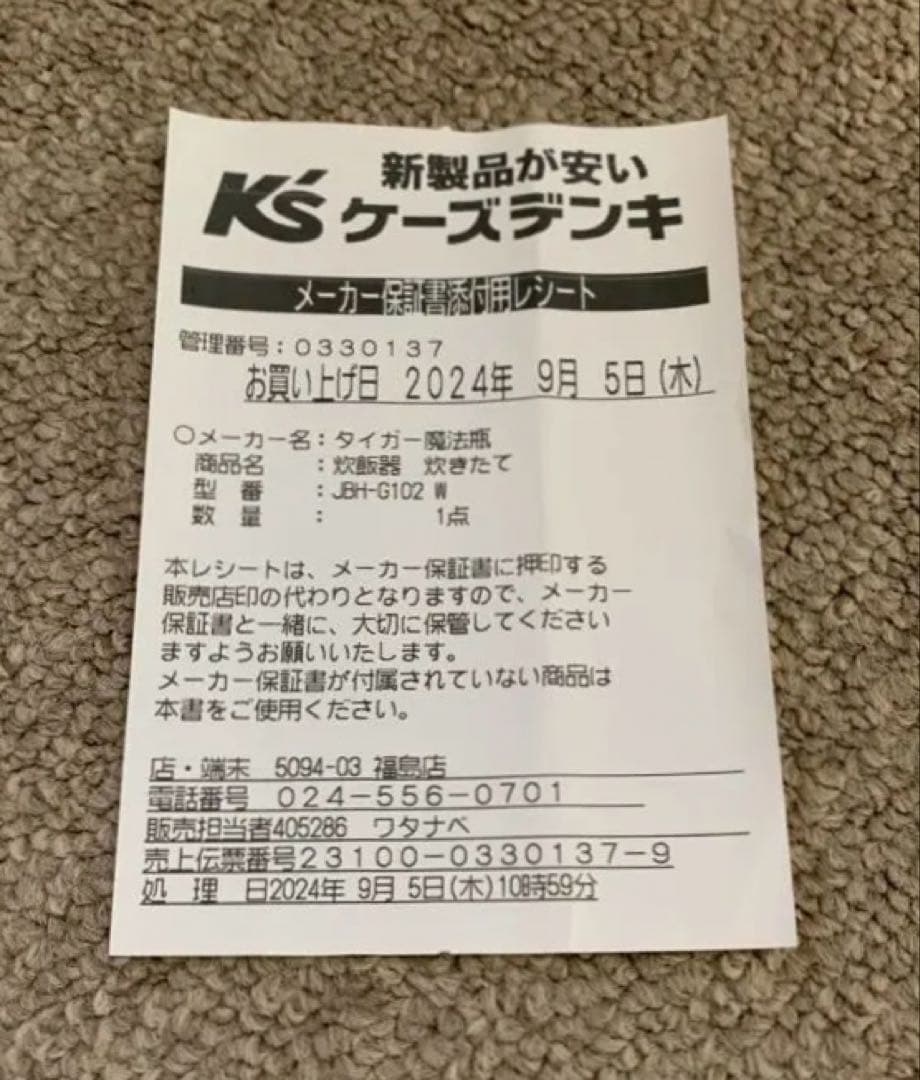 新製品が安い
K's ケーズデンキ
メーカー保証書添付用レシート
管理番号：0330137
お買い上げ日 2024年 9月 5日(木)
○メーカー名：タイガー魔法瓶
商品名 ：炊飯器 炊きたて
型 番 ：JBH-G102 W
数 量 ： 1点
本レシートは、メーカー保証書に押印する
販売店印の代わりとなりますので、メーカー
保証書と一緒に、大切に保管してください
ますようお願いいたします。
メーカー保証書が付属されていない商品は
本書をご使用ください。
店・端末 5094-03 福島店
電話番号 024-556-0701
販売担当者405286 ワタナベ
売上伝票番号23100-0330137-9
処 理 日2024年 9月 5日(木)10時59分